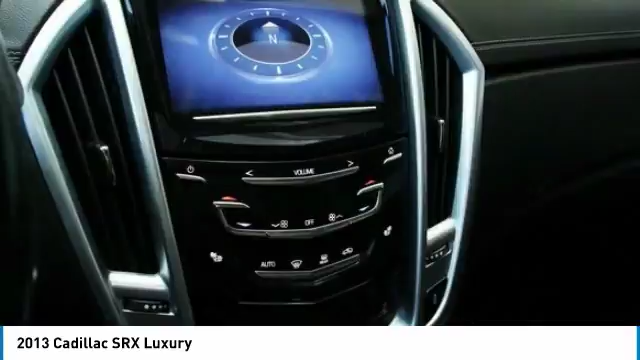 N
< VOLUME >
OFF
AUTO
2013 Cadillac SRX Luxury